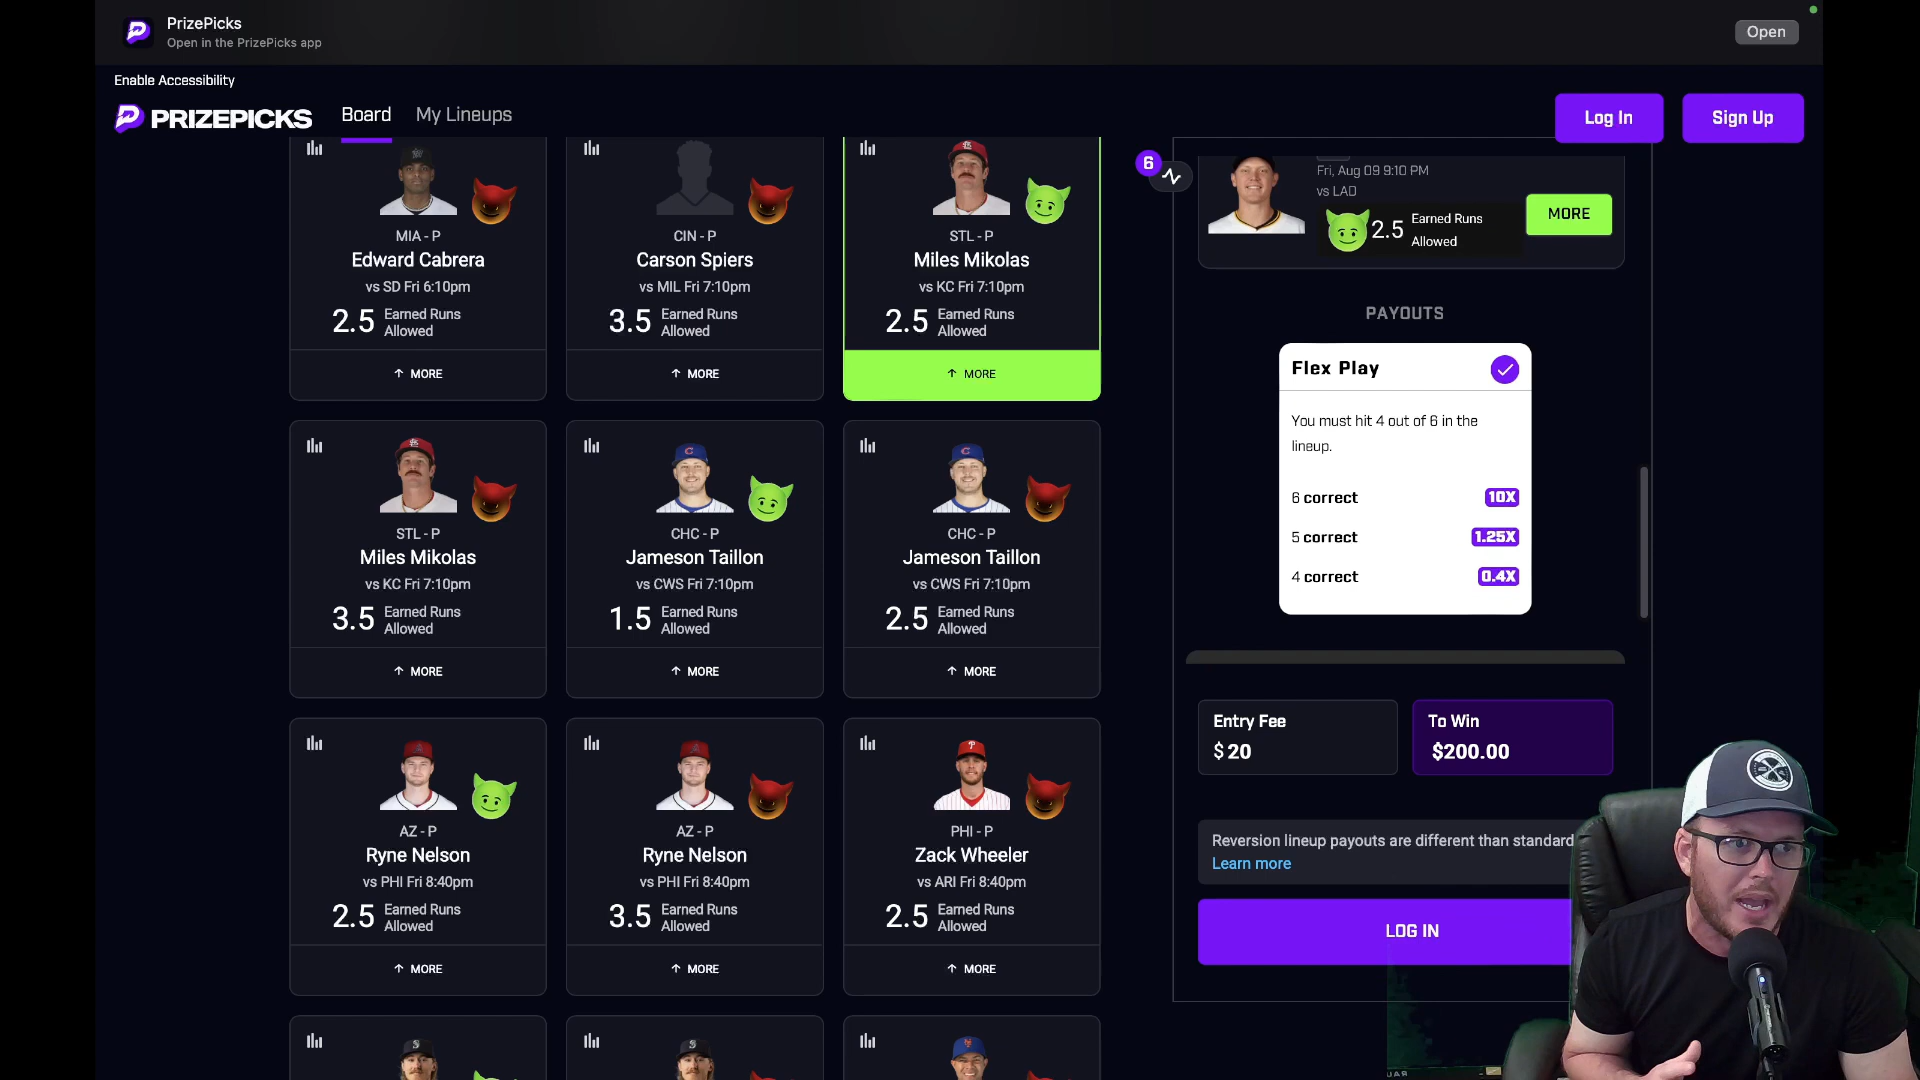 PrizePicks
Open in the PrizePicks app
Open
Enable Accessibility
PRIZEPICKS
Board
My Lineups
Log In
Sign Up
MIA - P
Edward Cabrera
vs SD Fri 6:10pm
2.5
Earned Runs
Allowed
↑ MORE
CIN - P
Carson Spiers
vs MIL Fri 7:10pm
3.5
Earned Runs
Allowed
↑ MORE
STL - P
Miles Mikolas
vs KC Fri 7:10pm
2.5
Earned Runs
Allowed
↑ MORE
STL - P
Miles Mikolas
vs KC Fri 7:10pm
3.5
Earned Runs
Allowed
↑ MORE
CHC - P
Jameson Taillon
vs CWS Fri 7:10pm
1.5
Earned Runs
Allowed
↑ MORE
CHC - P
Jameson Taillon
vs CWS Fri 7:10pm
2.5
Earned Runs
Allowed
↑ MORE
AZ - P
Ryne Nelson
vs PHI Fri 8:40pm
2.5
Earned Runs
Allowed
↑ MORE
AZ - P
Ryne Nelson
vs PHI Fri 8:40pm
3.5
Earned Runs
Allowed
↑ MORE
PHI - P
Zack Wheeler
vs ARI Fri 8:40pm
2.5
Earned Runs
Allowed
↑ MORE
6
Fri, Aug 09 9:10 PM
vs LAD
2.5
Earned Runs
Allowed
MORE
PAYOUTS
Flex Play
You must hit 4 out of 6 in the
lineup.
6 correct
10X
5 correct
1.25X
4 correct
0.4X
Entry Fee
$ 20
To Win
$200.00
Reversion lineup payouts are different than standard
Learn more
LOG IN